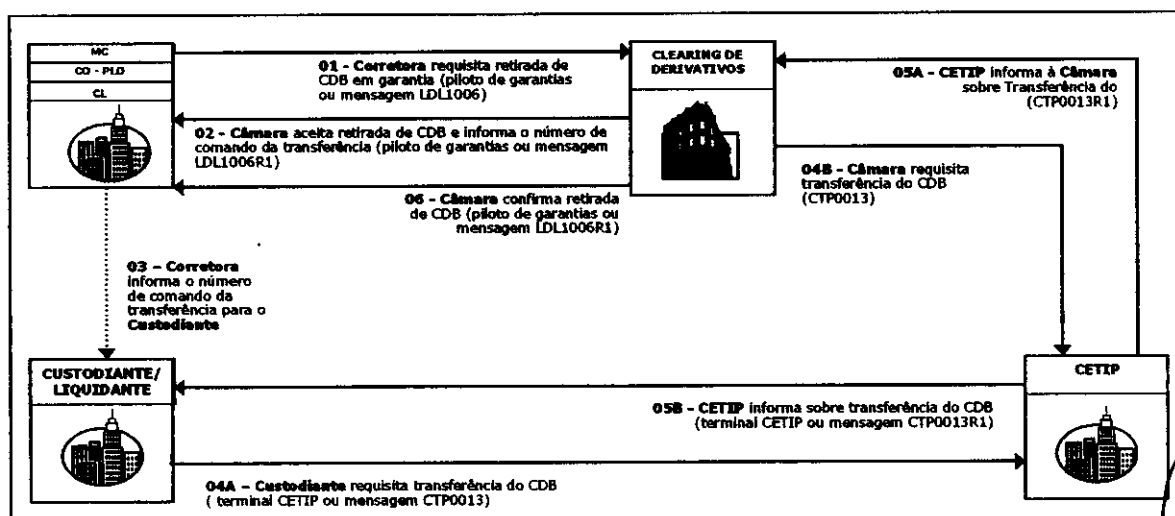 MC
CO - PLD
CL
01 - Corretora requisita retirada de
CDB em garantia (piloto de garantias
ou mensagem LDL1006)
CLEARING DE
DERIVATIVOS
05A - CETIP informa à Câmara
sobre Transferência do
(CTP0013R1)
02 - Câmara aceita retirada de CDB e informa o número de
comando da transferência (piloto de garantias ou mensagem
LDL1006R1)
04B - Câmara requisita
transferência do CDB
(CTP0013)
06 - Câmara confirma retirada
de CDB (piloto de garantias ou
mensagem LDL1006R1)
03 - Corretora
informa o número
de comando da
transferência para o
Custodiante
CUSTODIANTE/
LIQUIDANTE
CETIP
05B - CETIP informa sobre transferência do CDB
(terminal CETIP ou mensagem CTP0013R1)
04A - Custodiante requisita transferência do CDB
( terminal CETIP ou mensagem CTP0013)